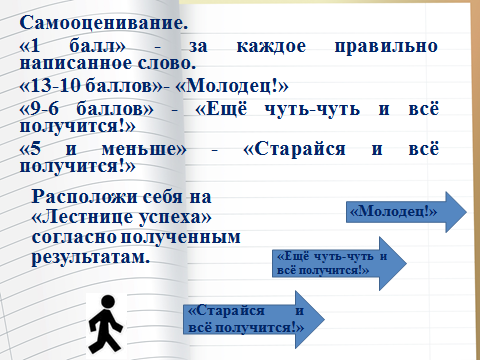 Самооценивание.
«1 балл» - за каждое правильно
написанное слово.
«13-10 баллов»- «Молодец!»
«9-6 баллов» - «Ещё чуть-чуть и всё
получится!»
«5 и меньше» - «Старайся и всё
получится!»
Расположи себя на
«Лестнице успеха»
согласно полученным
результатам.
«Молодец!»
«Ещё чуть-чуть и
всё получится!»
«Старайся и
всё получится!»